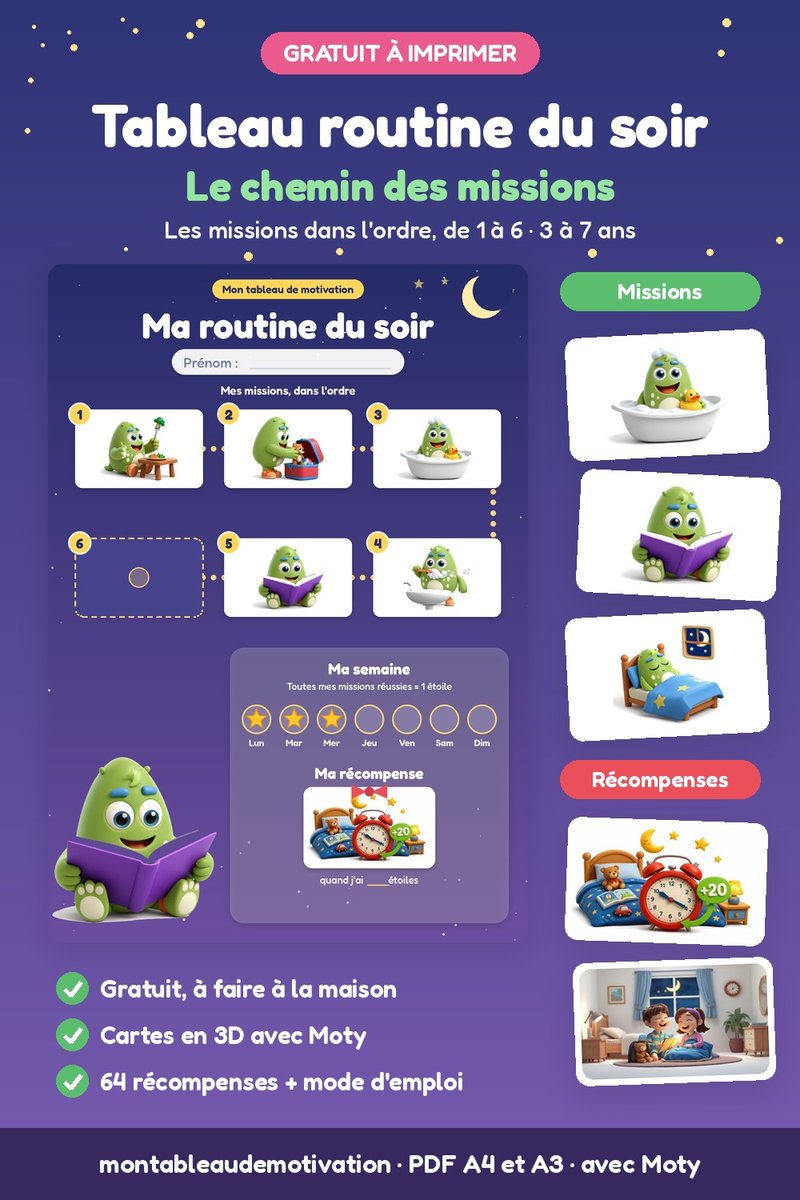 GRATUIT À IMPRIMER
Tableau routine du soir
Le chemin des missions
Les missions dans l'ordre, de 1 à 6 · 3 à 7 ans
Mon tableau de motivation
Ma routine du soir
Prénom :
Mes missions, dans l'ordre
1
2
3
6
5
4
Ma semaine
Toutes mes missions réussies = 1 étoile
Lun Mar Mer Jeu Ven Sam Dim
Ma récompense
+20
quand j'ai ____étoiles
Missions
Récompenses
+20
Gratuit, à faire à la maison
Cartes en 3D avec Moty
64 récompenses + mode d'emploi
montableaudemotivation · PDF A4 et A3 · avec Moty